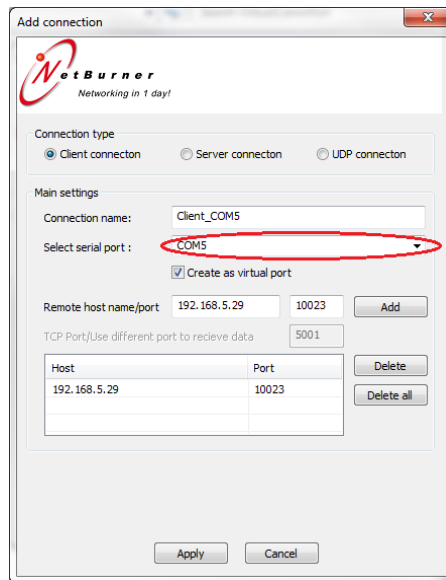 Add connection
NetBurner
Networking in 1 day!
Connection type
Client connecton
Server connecton
UDP connecton
Main settings
Connection name:
Client_COM5
Select serial port :
COM5
Create as virtual port
Remote host name/port
192.168.5.29
10023
Add
TCP Port/Use different port to recieve data
5001
Host
Port
192.168.5.29
10023
Delete
Delete all
Apply
Cancel